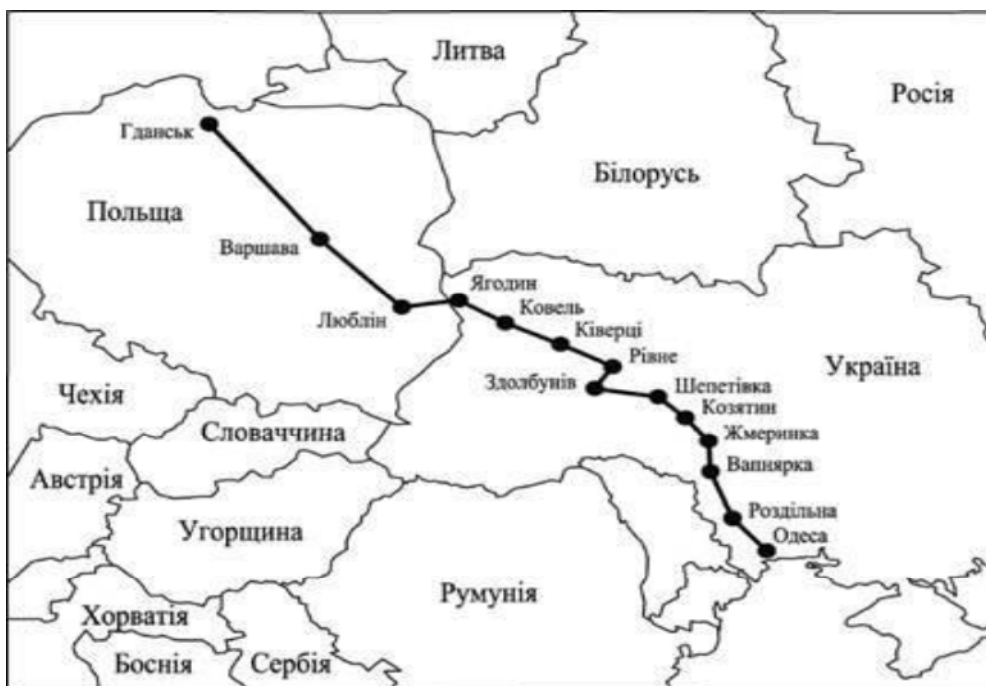 Литва
Росія
Гданськ
Білорусь
Польща
Варшава
Ягодин
Люблін
Ковель
Ківерці
Рівне
Україна
Здолбунів
Шепетівка
Чехія
Козятин
Словаччина
Жмеринка
Вапнярка
Австрія
Роздільна
Угорщина
Одеса
Румунія
Хорватія
Боснія
Сербія